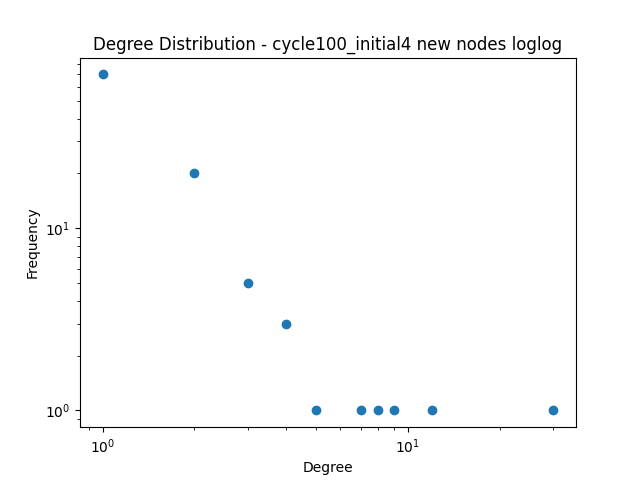 Degree Distribution - cycle100_initial4 new nodes loglog
Frequency
10¹
10⁰
10⁰
10¹
Degree